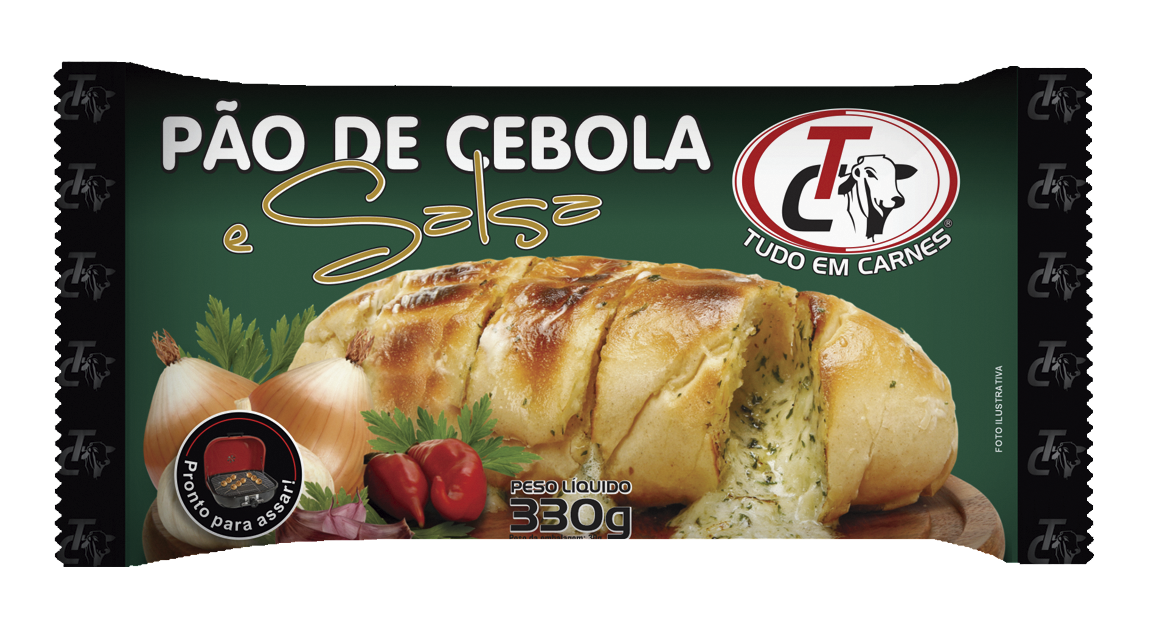 PÃO DE CEBOLA
e Salsa
TC
TUDO EM CARNES®
FOTO ILUSTRATIVA
Pronto para assar!
PESO LÍQUIDO
330g